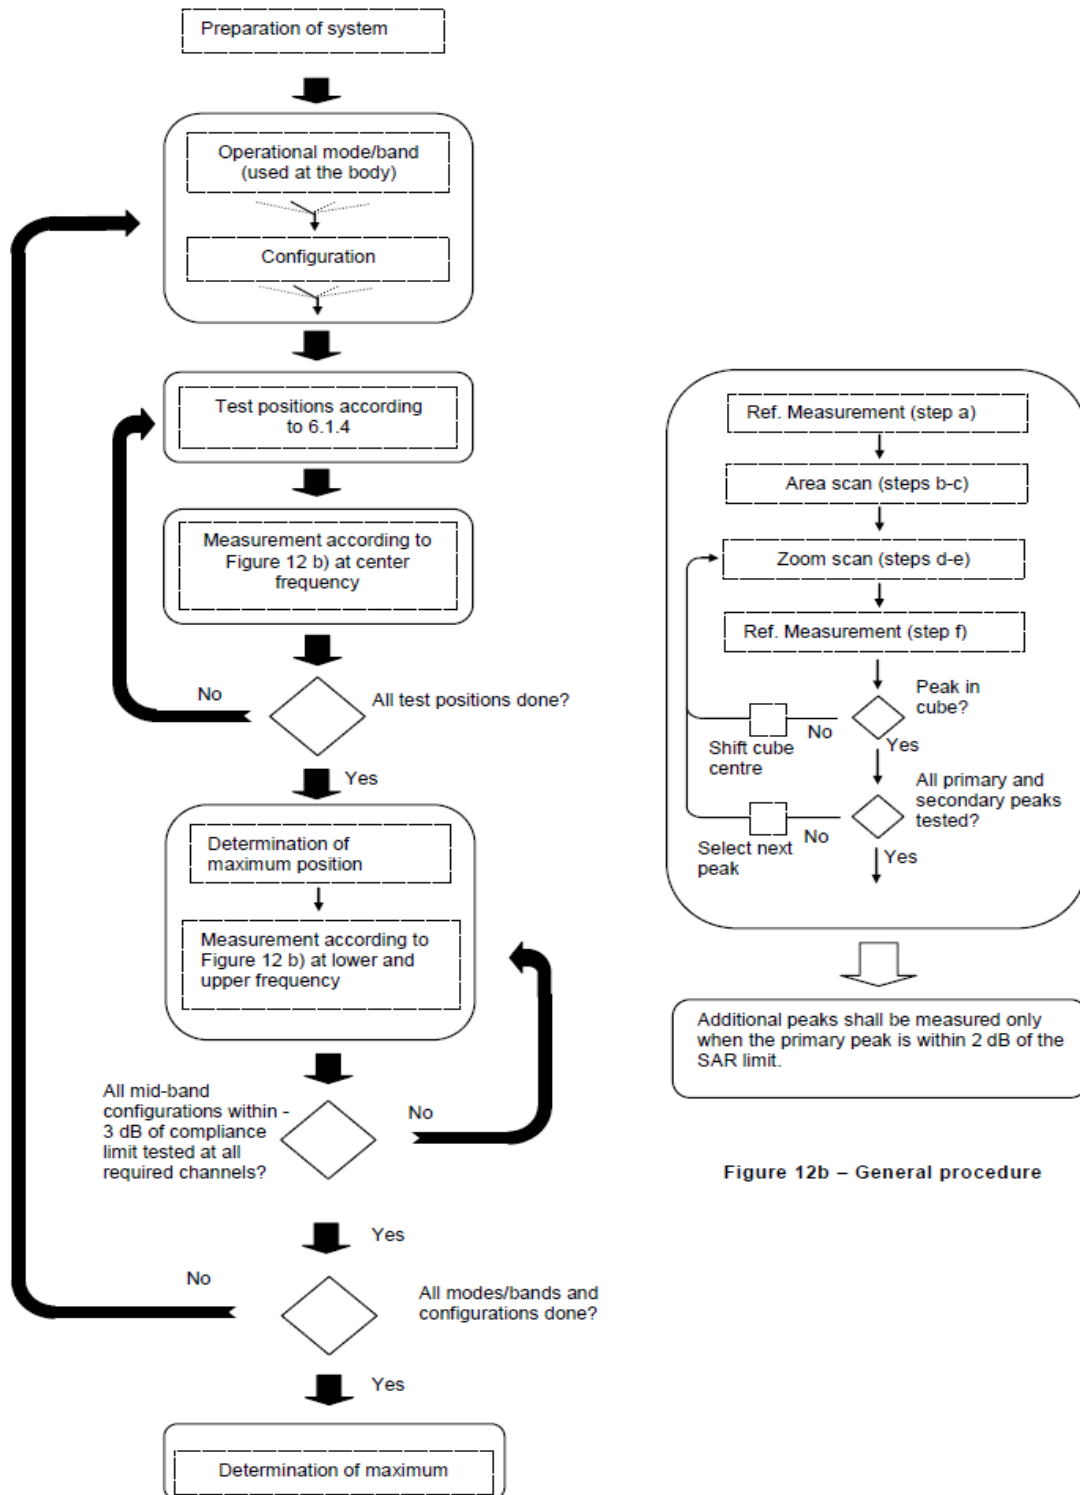 Preparation of system
Operational mode/band
(used at the body)
Configuration
Test positions according
to 6.1.4
Measurement according to
Figure 12 b) at center
frequency
No
All test positions done?
Yes
Determination of
maximum position
Measurement according to
Figure 12 b) at lower and
upper frequency
All mid-band
configurations within -
3 dB of compliance
limit tested at all
required channels?
No
Yes
No
All modes/bands and
configurations done?
Yes
Determination of maximum
Ref. Measurement (step a)
Area scan (steps b-c)
Zoom scan (steps d-e)
Ref. Measurement (step f)
Peak in
cube?
No
Shift cube
centre
Yes
All primary and
secondary peaks
tested?
No
Select next
peak
Yes
Additional peaks shall be measured only
when the primary peak is within 2 dB of the
SAR limit.
Figure 12b – General procedure